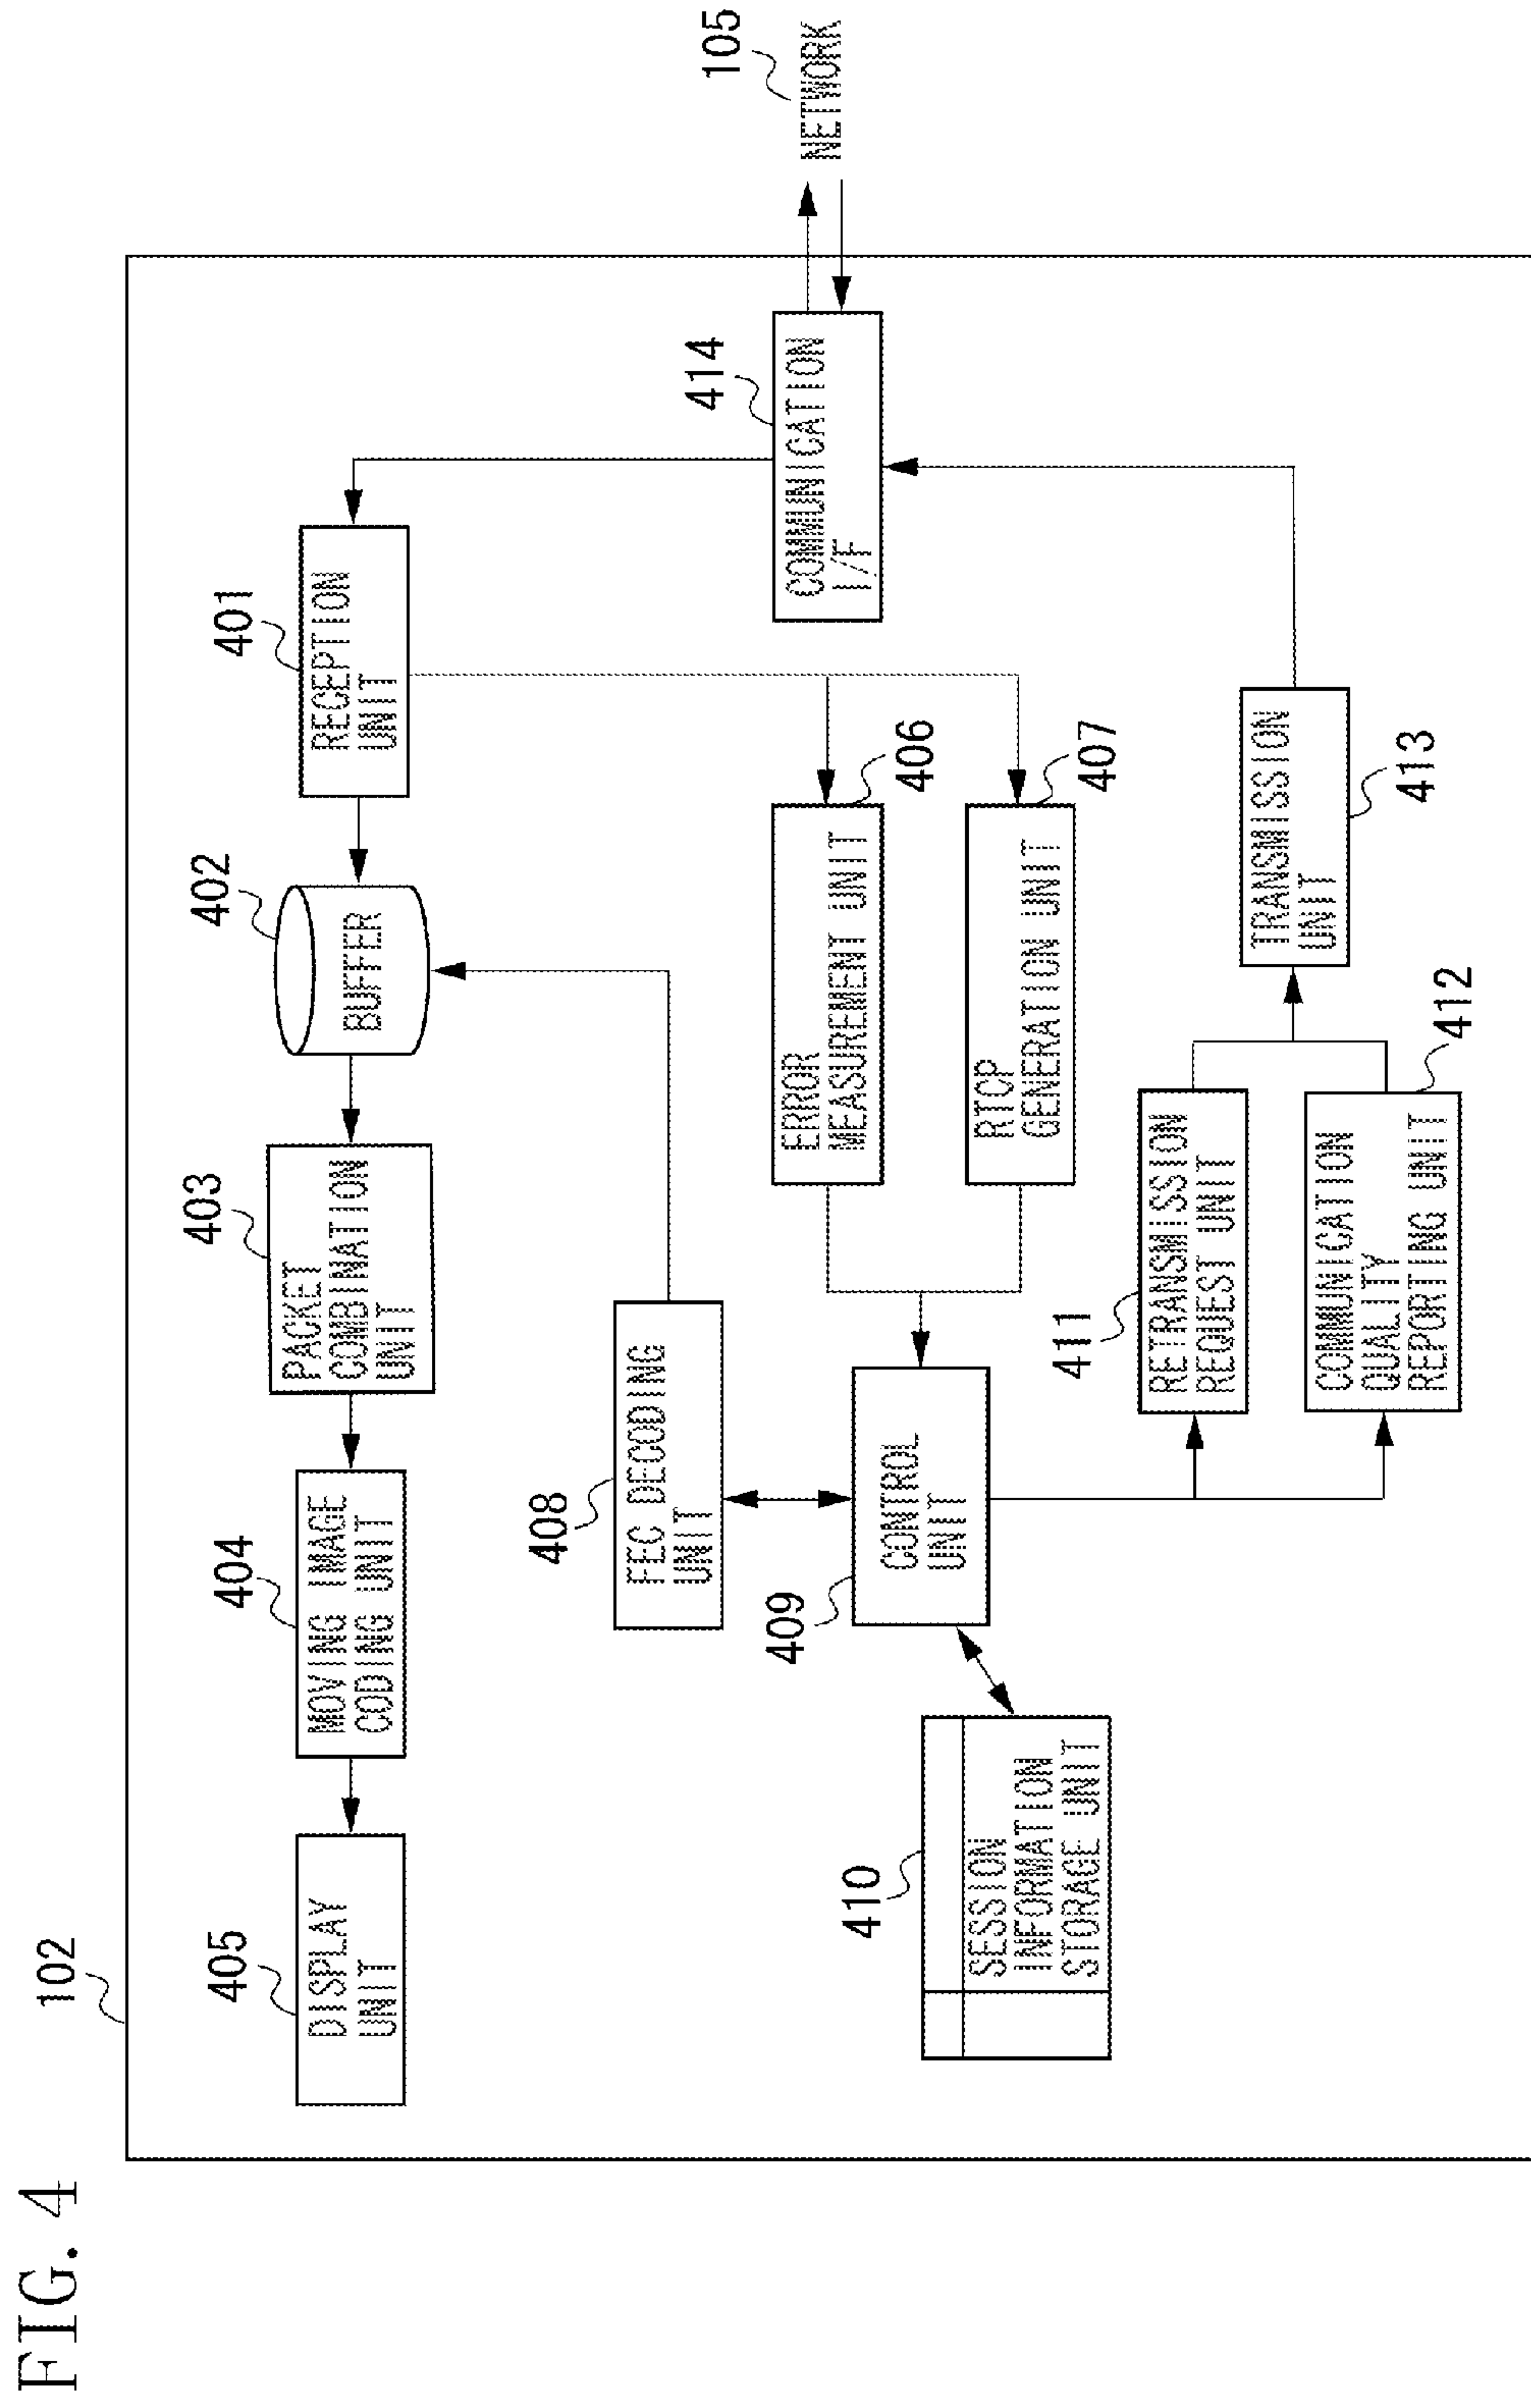 FIG. 4
102
405
DISPLAY
UNIT
404
MOVING IMAGE
CODING UNIT
403
PACKET
COMBINATION
UNIT
402
BUFFER
401
RECEPTION
UNIT
408
FEC DECODING
UNIT
414
COMMUNICATION
I/F
105
NETWORK
410
SESSION
INFORMATION
STORAGE UNIT
409
CONTROL
UNIT
ERROR
MEASUREMENT UNIT
406
RTCP
GENERATION UNIT
407
411
RETRANSMISSION
REQUEST UNIT
COMMUNICATION
QUALITY
REPORTING UNIT
412
TRANSMISSION
UNIT
413